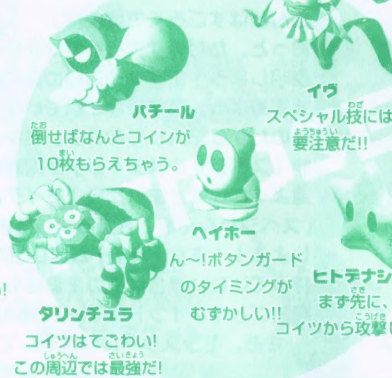 パチール
倒せばなんとコインが
10枚もらえちゃう。
イヴ
スペシャル技には
要注意だ!!
ヘイホー
ん～!ボタンガード
のタイミングが
むずかしい!!
タリンチュラ
コイツはてごわい!
この周辺では最強だ!
ヒトデナシ
まず先に、
コイツから攻撃